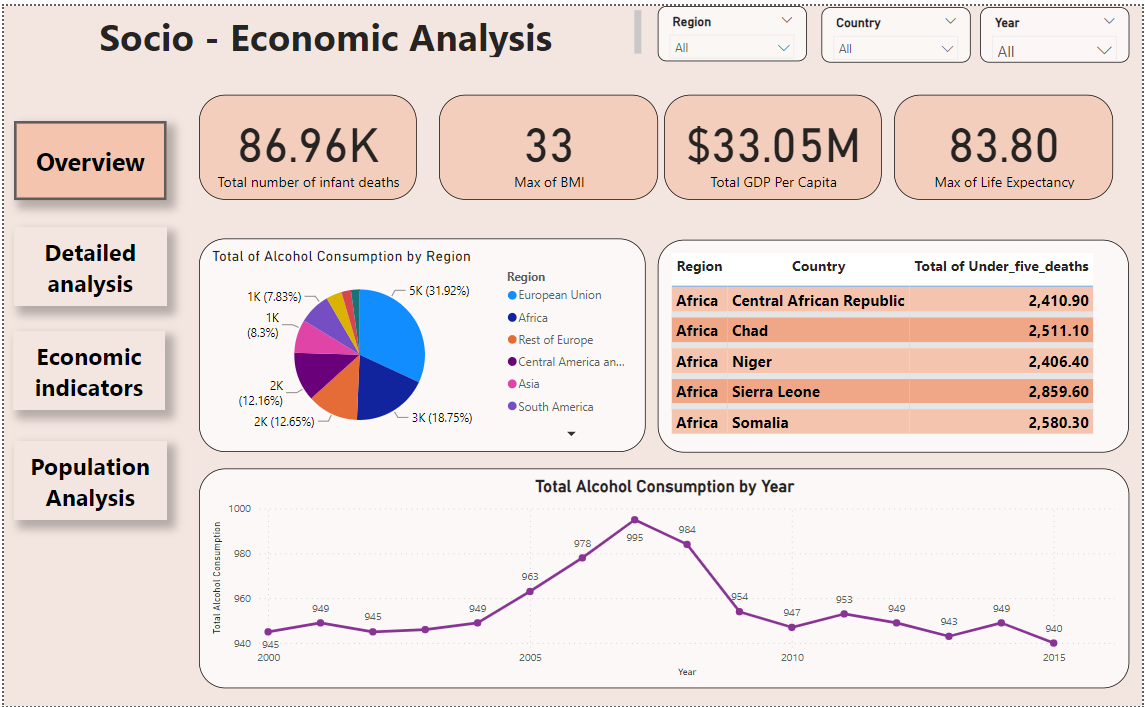 Socio - Economic Analysis
Region
All
Country
All
Year
All
Overview
Detailed
analysis
Economic
indicators
Population
Analysis
86.96K
Total number of infant deaths
33
Max of BMI
$33.05M
Total GDP Per Capita
83.80
Max of Life Expectancy
Total of Alcohol Consumption by Region
5K (31.92%)
3K (18.75%)
2K (12.65%)
2K
(12.16%)
1K
(8.3%)
1K (7.83%)
Region
European Union
Africa
Rest of Europe
Central America an...
Asia
South America
Region Country Total of Under_five_deaths
Africa Central African Republic 2,410.90
Africa Chad 2,511.10
Africa Niger 2,406.40
Africa Sierra Leone 2,859.60
Africa Somalia 2,580.30
Total Alcohol Consumption by Year
Total Alcohol Consumption
1000
980
960
940
945
949
945
949
963
978
995
984
954
947
953
949
943
949
940
2000 2005 2010 2015
Year